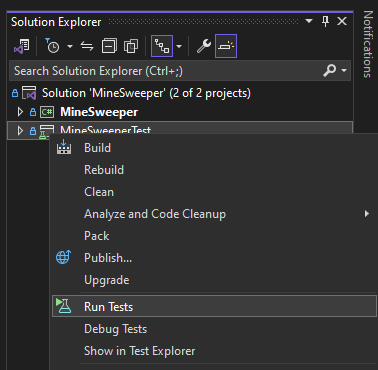 Solution Explorer
Notifications
Search Solution Explorer (Ctrl+;)
Solution 'MineSweeper' (2 of 2 projects)
C# MineSweeper
MineSweeperTest
Build
Rebuild
Clean
Analyze and Code Cleanup
Pack
Publish...
Upgrade
Run Tests
Debug Tests
Show in Test Explorer